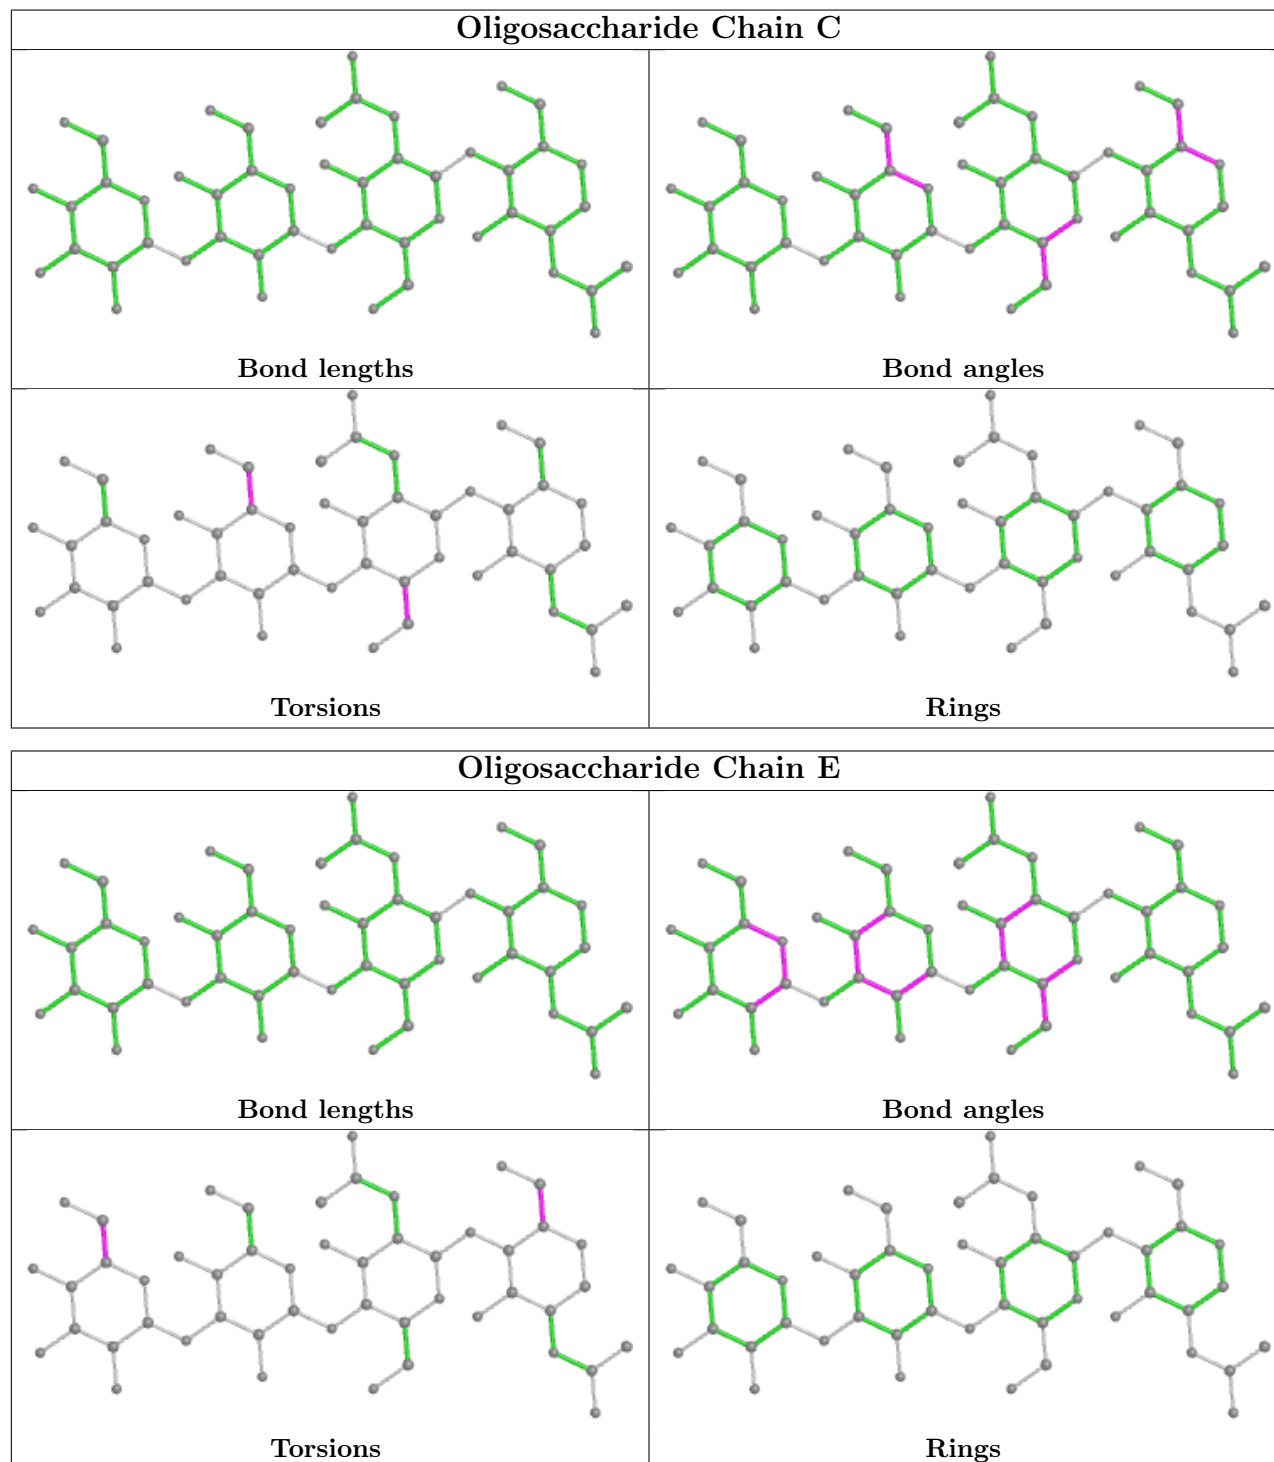 Oligosaccharide Chain C
Bond lengths
Bond angles
Torsions
Rings
Oligosaccharide Chain E
Bond lengths
Bond angles
Torsions
Rings